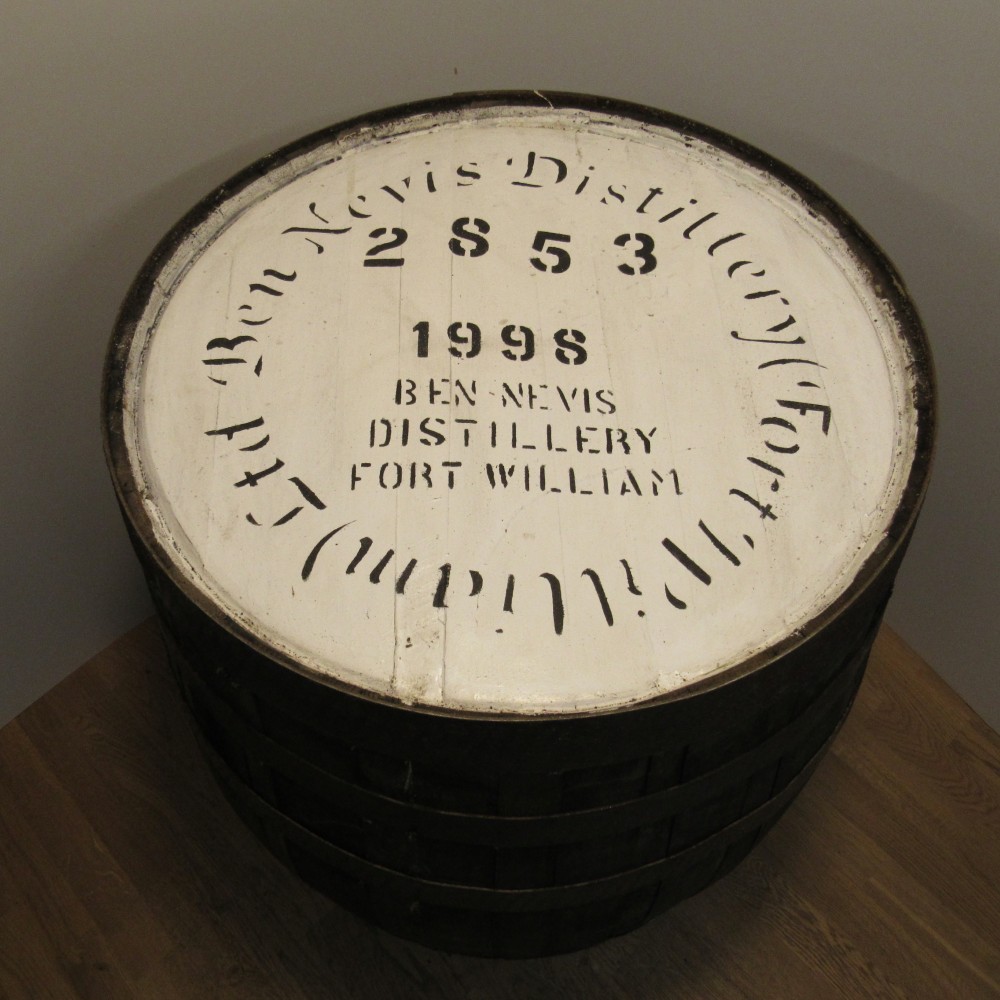 Ben Nevis Distillery (Fort William) Ltd
2853
1998
BEN NEVIS
DISTILLERY
FORT WILLIAM